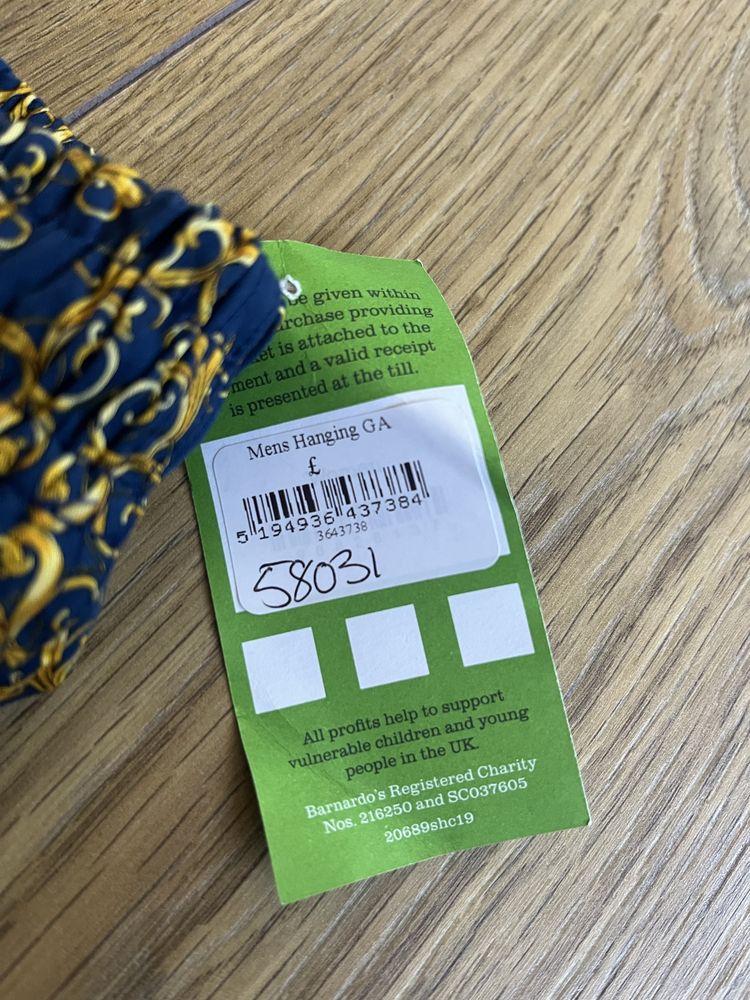 be given within
purchase providing
is attached to the
and a valid receipt
is presented at the till.
Mens Hanging GA
£
5 194936 437384
3643738
58031
All profits help to support
vulnerable children and young
people in the UK.
Barnardo's Registered Charity
Nos. 216250 and SC037605
20689shc19